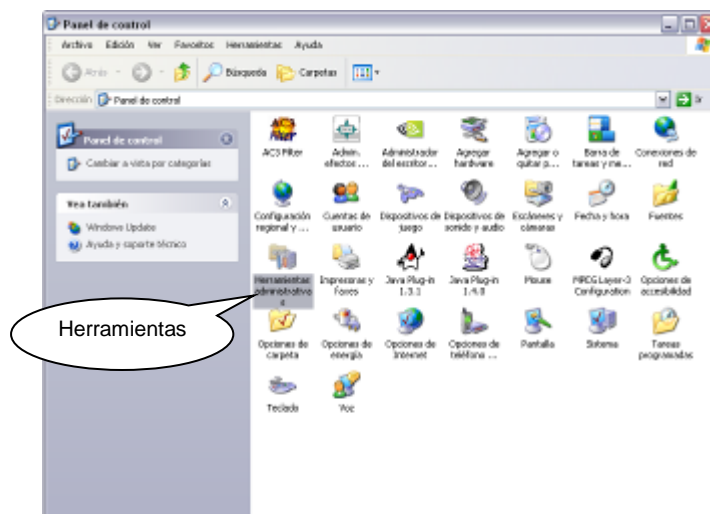 Panel de control
Archivo Edición Ver Favoritos Herramientas Ayuda
Atrás Búsqueda Carpetas
Dirección Panel de control Ir
Panel de control
Cambiar a vista por categorías
Vea también
Windows Update
Ayuda y soporte técnico
AC3 Filter
Admin. efectos ...
Administrador del escritor...
Agregar hardware
Agregar o quitar p...
Barra de tareas y me...
Conexiones de red
Configuración regional y ...
Cuentas de usuario
Dispositivos de juego
Dispositivos de sonido y audio
Escáneres y cámaras
Fecha y hora
Fuentes
Herramientas administrativas
Impresoras y faxes
Java Plug-in 1.3.1
Java Plug-in 1.4.0
Mouse
MPEG Layer-3 Configuration
Opciones de accesibilidad
Opciones de carpeta
Opciones de energía
Opciones de Internet
Opciones de teléfono ...
Pantalla
Sistema
Tareas programadas
Teclado
Voz
Herramientas